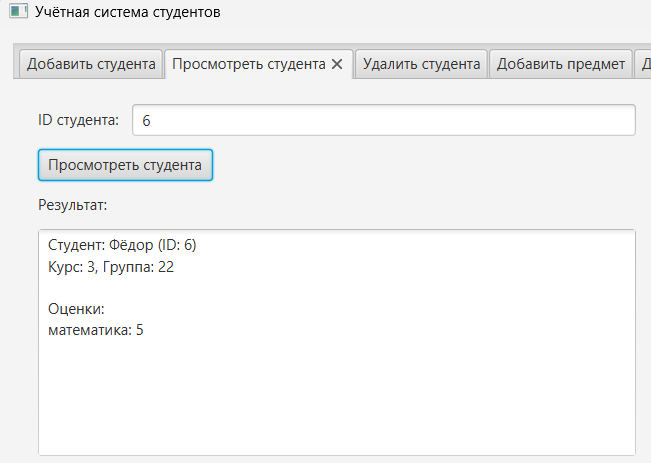 Учётная система студентов
Добавить студента Просмотреть студента Удалить студента Добавить предмет Д
ID студента: 6
Просмотреть студента
Результат:
Студент: Фёдор (ID: 6)
Курс: 3, Группа: 22
Оценки:
математика: 5